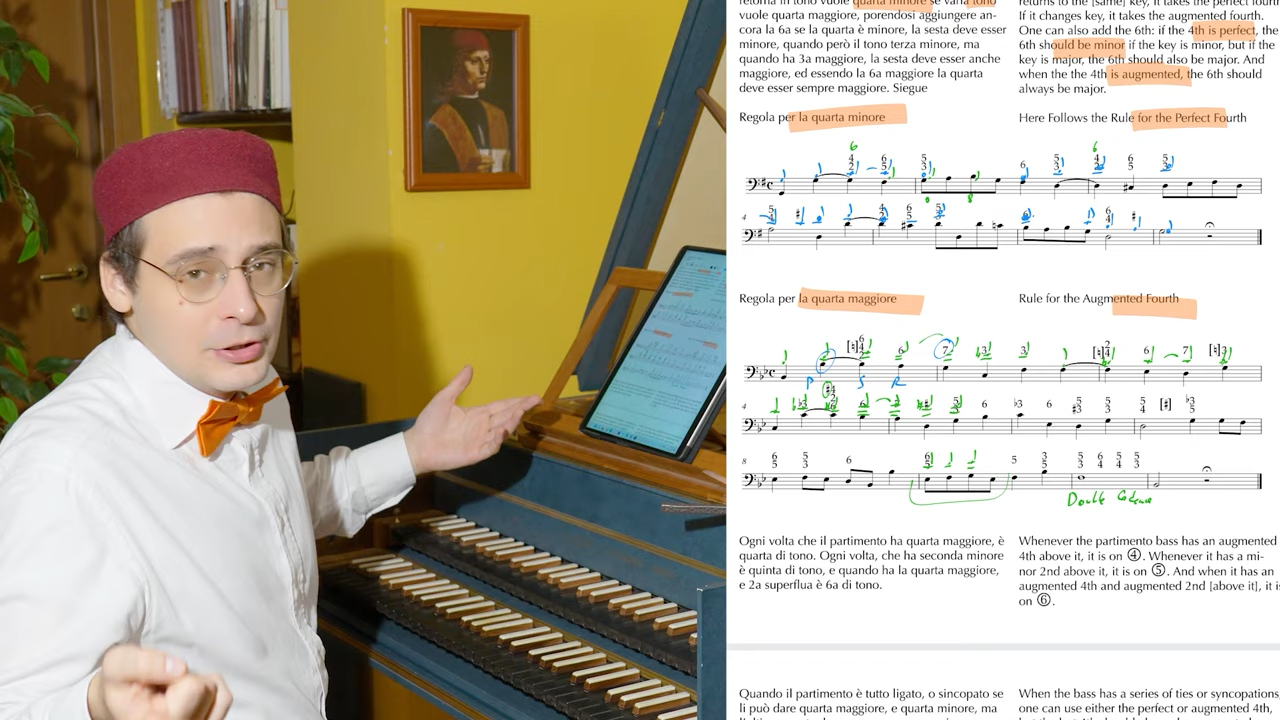 ritorna in tono vuole quarta minore se varia tono
vuole quarta maggiore, porendosi aggiungere an-
cora la 6a se la quarta è minore, la sesta deve esser
minore, quando però il tono terza minore, ma
quando ha 3a maggiore, la sesta deve esser anche
maggiore, ed essendo la 6a maggiore la quarta
deve esser sempre maggiore. Siegue
Regola per la quarta minore
Regola per la quarta maggiore
Ogni volta che il partimento ha quarta maggiore, è
quarta di tono. Ogni volta, che ha seconda minore
è quinta di tono, e quando ha la quarta maggiore,
e 2a superflua è 6a di tono.
Quando il partimento è tutto ligato, o sincopato se
li può dare quarta maggiore, e quarta minore, ma
returns to the [same] key, it takes the perfect fourth
If it changes key, it takes the augmented fourth.
One can also add the 6th: if the 4th is perfect, the
6th should be minor if the key is minor, but if the
key is major, the 6th should also be major. And
when the the 4th is augmented, the 6th should
always be major.
Here Follows the Rule for the Perfect Fourth
Rule for the Augmented Fourth
P S R
Double Cadence
Whenever the partimento bass has an augmented
4th above it, it is on ④. Whenever it has a mi-
nor 2nd above it, it is on ⑤. And when it has an
augmented 4th and augmented 2nd [above it], it is
on ⑥.
When the bass has a series of ties or syncopations,
one can use either the perfect or augmented 4th,